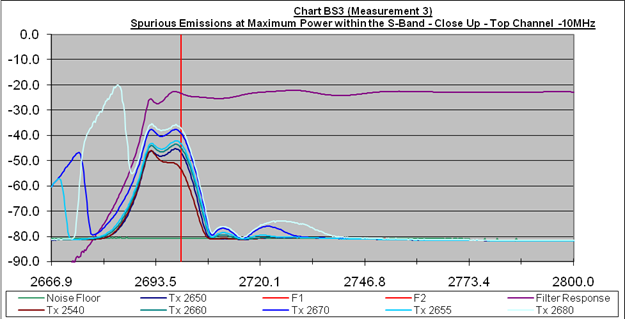 Chart BS3 (Measurement 3)
Spurious Emissions at Maximum Power within the S-Band - Close Up - Top Channel -10MHz
0.0
-10.0
-20.0
-30.0
-40.0
-50.0
-60.0
-70.0
-80.0
-90.0
2666.9 2693.5 2720.1 2746.8 2773.4 2800.0
Noise Floor Tx 2650 F1 F2 Filter Response
Tx 2540 Tx 2660 Tx 2670 Tx 2655 Tx 2680